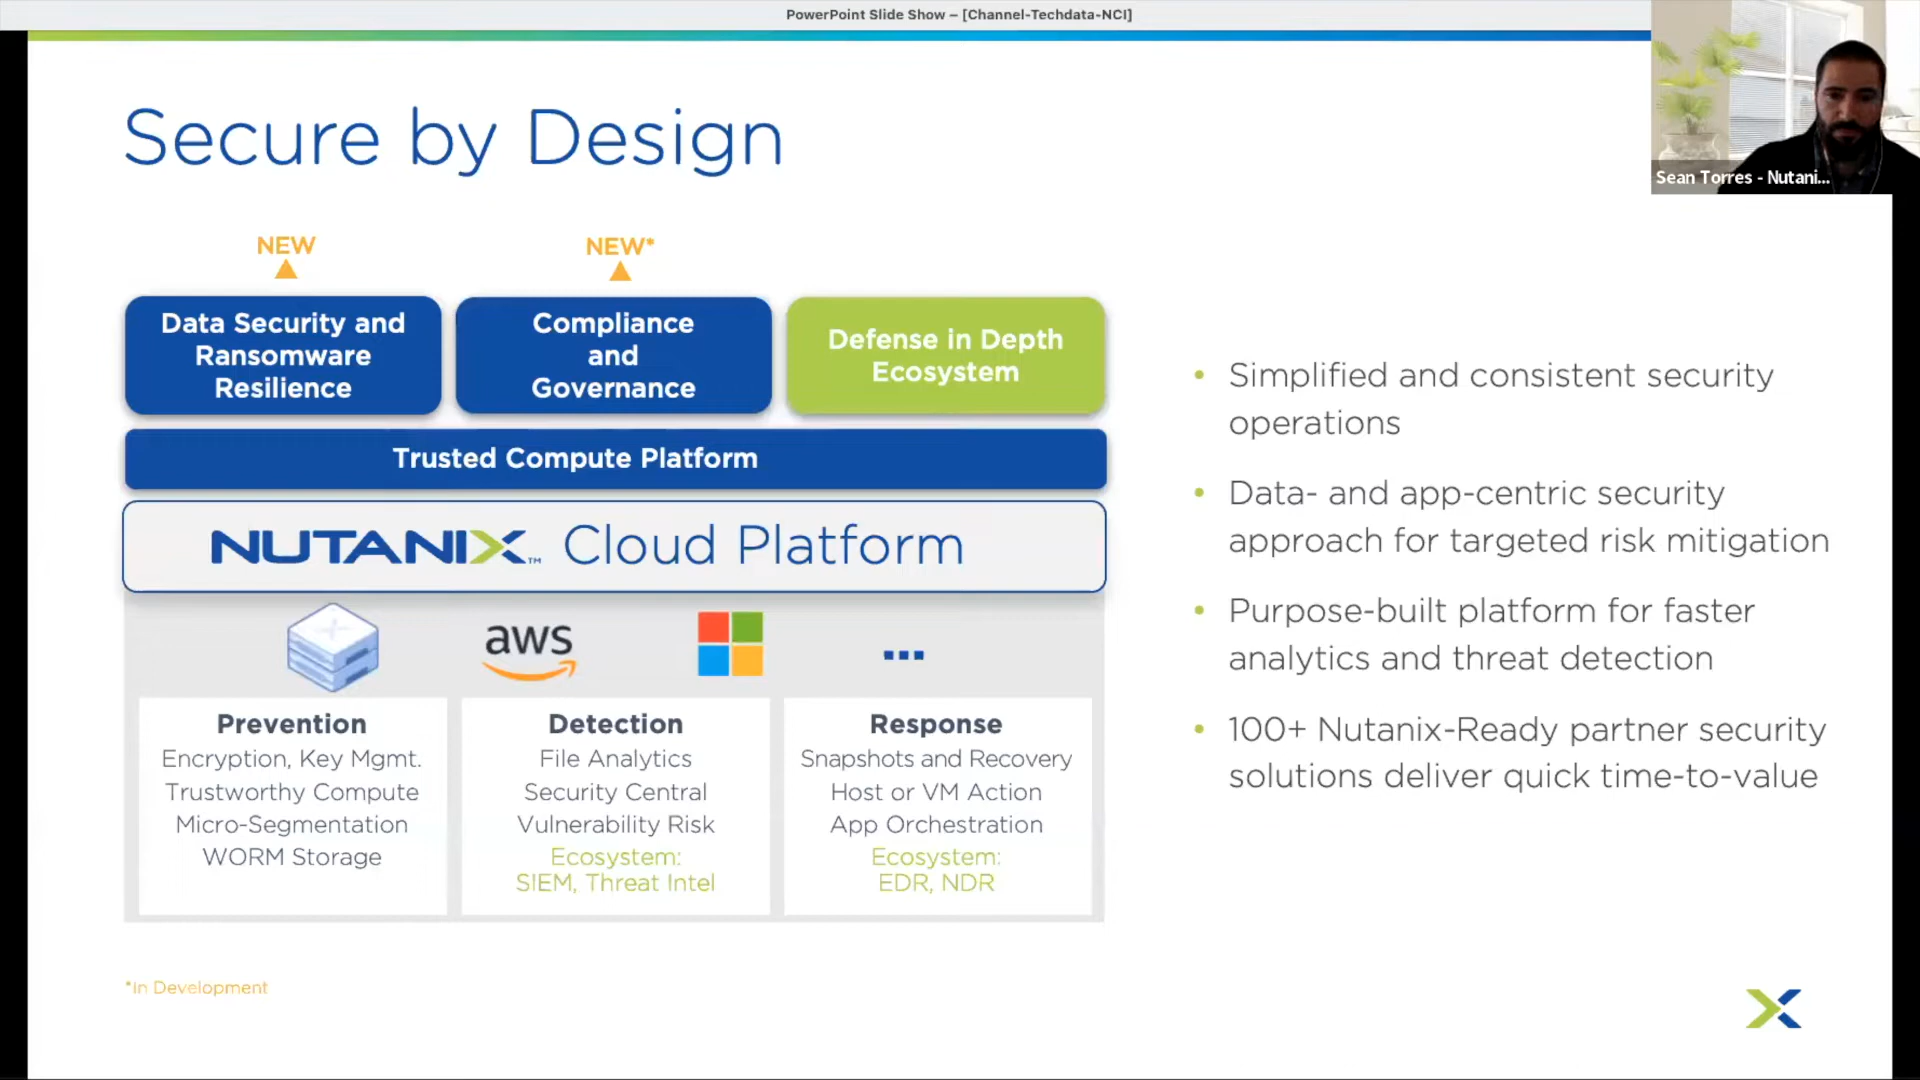 PowerPoint Slide Show – [Channel-Techdata-NCI]
Sean Torres - Nutani...
Secure by Design
NEW
NEW*
Data Security and
Ransomware
Resilience
Compliance
and
Governance
Defense in Depth
Ecosystem
Trusted Compute Platform
NUTANIX™ Cloud Platform
aws
...
Prevention
Encryption, Key Mgmt.
Trustworthy Compute
Micro-Segmentation
WORM Storage
Detection
File Analytics
Security Central
Vulnerability Risk
Ecosystem:
SIEM, Threat Intel
Response
Snapshots and Recovery
Host or VM Action
App Orchestration
Ecosystem:
EDR, NDR
• Simplified and consistent security
operations
• Data- and app-centric security
approach for targeted risk mitigation
• Purpose-built platform for faster
analytics and threat detection
• 100+ Nutanix-Ready partner security
solutions deliver quick time-to-value
*In Development